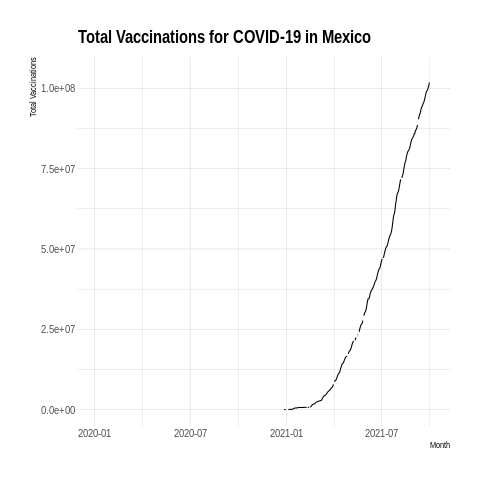 Total Vaccinations for COVID-19 in Mexico
Total Vaccinations
1.0e+08
7.5e+07
5.0e+07
2.5e+07
0.0e+00
2020-01 2020-07 2021-01 2021-07
Month